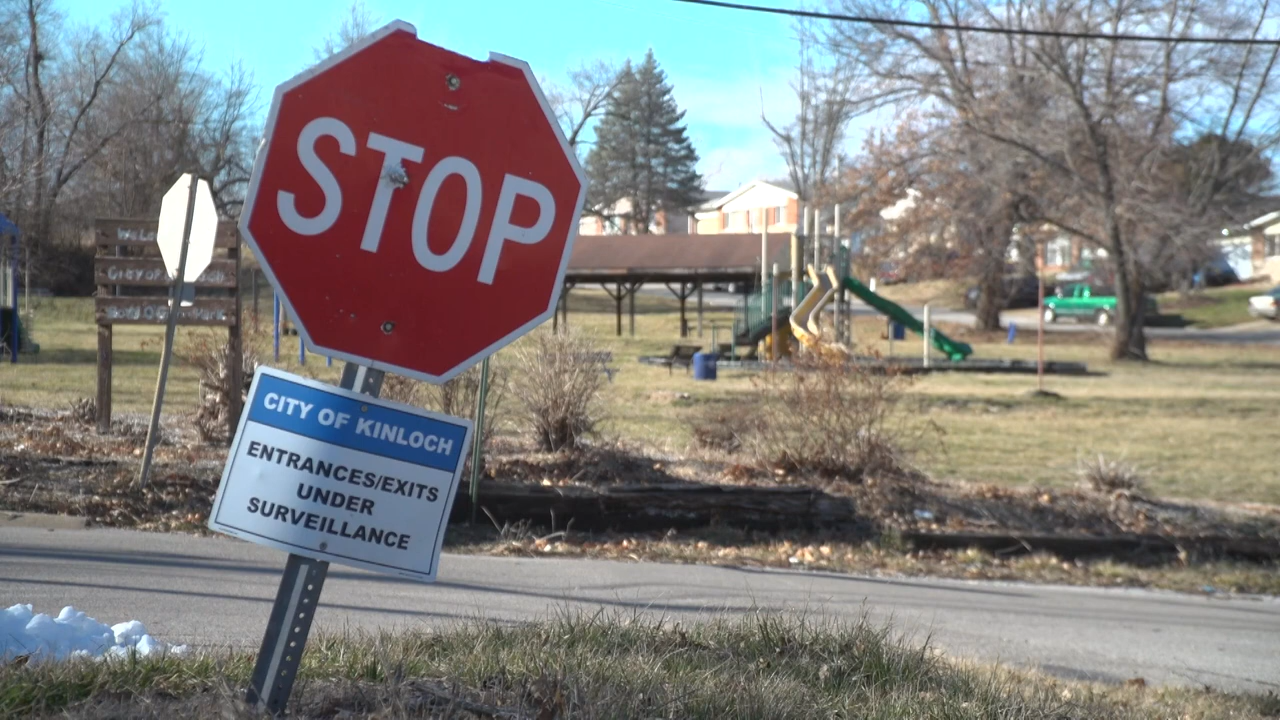 STOP
CITY OF KINLOCH
ENTRANCES/EXITS
UNDER
SURVEILLANCE